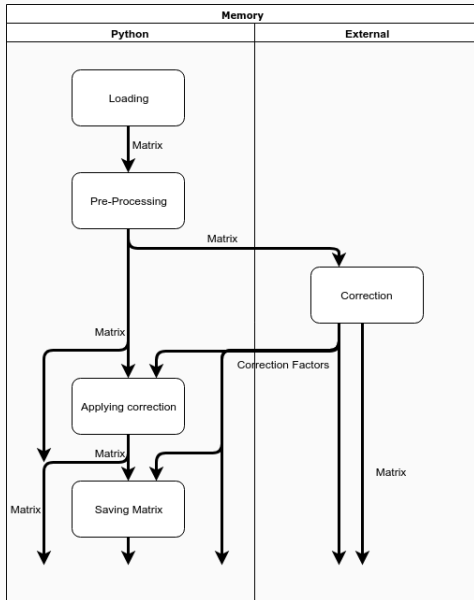 Memory
Python
External
Loading
Matrix
Pre-Processing
Matrix
Correction
Matrix
Correction Factors
Applying correction
Matrix
Matrix
Saving Matrix
Matrix